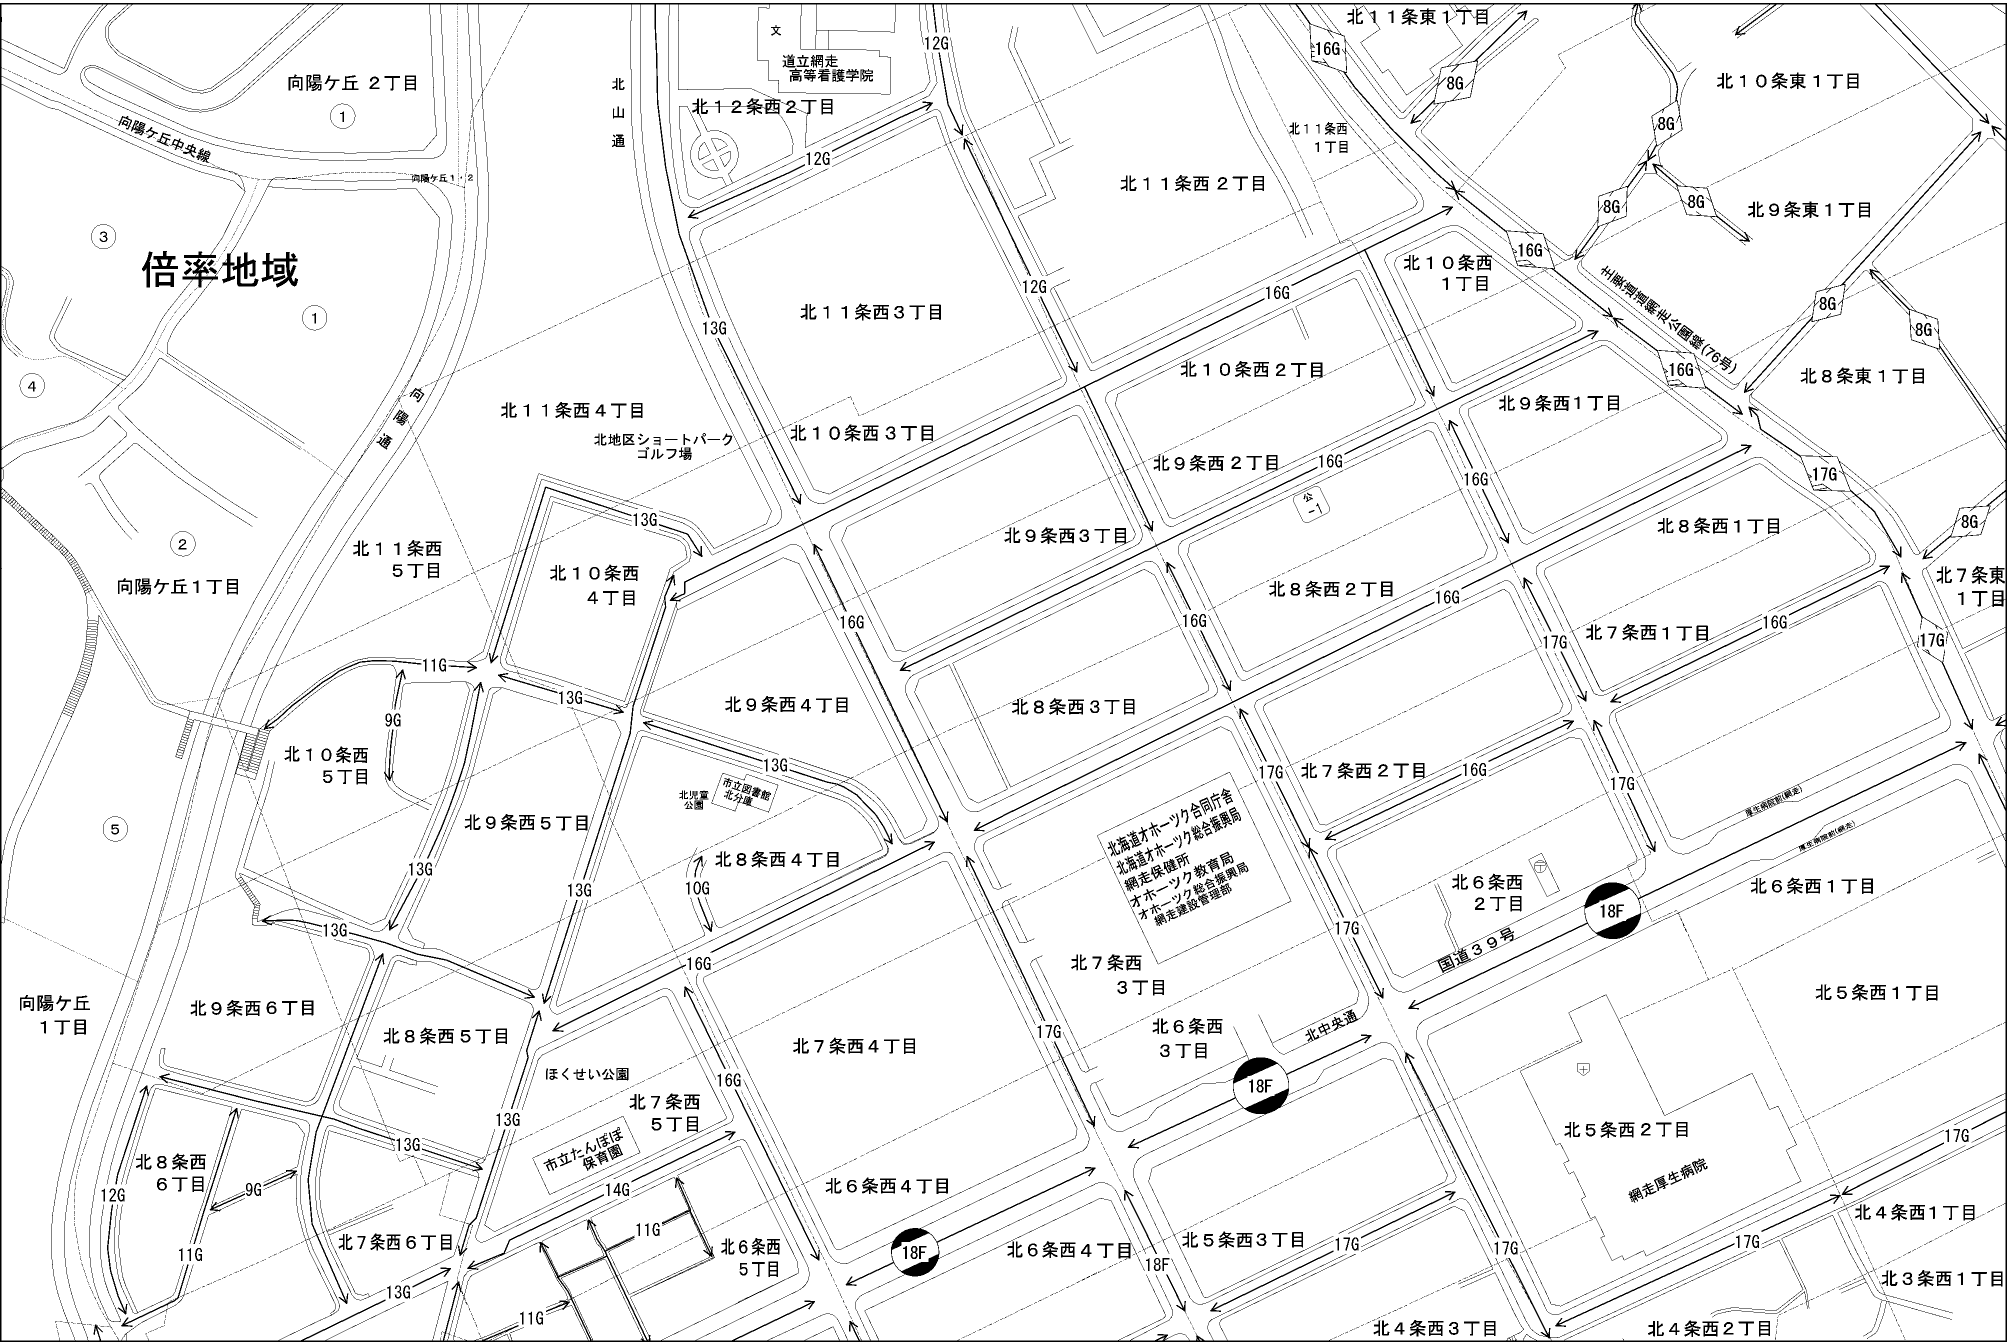 北１１条東１丁目
文
道立網走
高等看護学院
12G
16G
8G
北１０条東１丁目
向陽ケ丘 ２丁目
1
北
山
通
北１２条西２丁目
向陽ケ丘中央線
12G
北１１条西
１丁目
8G
向陽ケ丘１・２
北１１条西２丁目
8G
8G
北９条東１丁目
3
倍率地域
16G
北１０条西
１丁目
主要道道網走公園線(76号)
12G
16G
8G
8G
1
13G
北１１条西３丁目
16G
北１０条西２丁目
北８条東１丁目
4
向
陽
通
北１１条西４丁目
北９条西１丁目
北地区ショートパーク
ゴルフ場
北１０条西３丁目
北９条西２丁目
16G
16G
17G
公
-1
13G
北９条西３丁目
北８条西１丁目
8G
2
北１１条西
５丁目
向陽ケ丘１丁目
北１０条西
４丁目
北８条西２丁目
16G
北７条東
１丁目
16G
16G
17G
北７条西１丁目
16G
17G
11G
13G
9G
北９条西４丁目
北８条西３丁目
北１０条西
５丁目
13G
17G
北７条西２丁目
16G
17G
北児童
公園
市立図書館
北分庫
5
北９条西５丁目
北海道オホーツク合同庁舎
北海道オホーツク総合振興局
網走保健所
オホーツク教育局
オホーツク総合振興局
網走建設管理部
厚生病院前(網走)
厚生病院前(網走)
13G
13G
北８条西４丁目
10G
北６条西
２丁目
北６条西１丁目
18F
13G
17G
国道３９号
16G
北７条西
３丁目
向陽ケ丘
１丁目
北９条西６丁目
北８条西５丁目
17G
北６条西
３丁目
北中央通
北５条西１丁目
北７条西４丁目
ほくせい公園
16G
18F
北７条西
５丁目
13G
13G
市立たんぽぽ
保育園
北５条西２丁目
17G
北８条西
６丁目
12G
9G
14G
北６条西４丁目
網走厚生病院
11G
北４条西１丁目
11G
北７条西６丁目
北６条西
５丁目
18F
北６条西４丁目
18F
北５条西３丁目
17G
17G
17G
13G
11G
北３条西１丁目
北４条西３丁目
北４条西２丁目